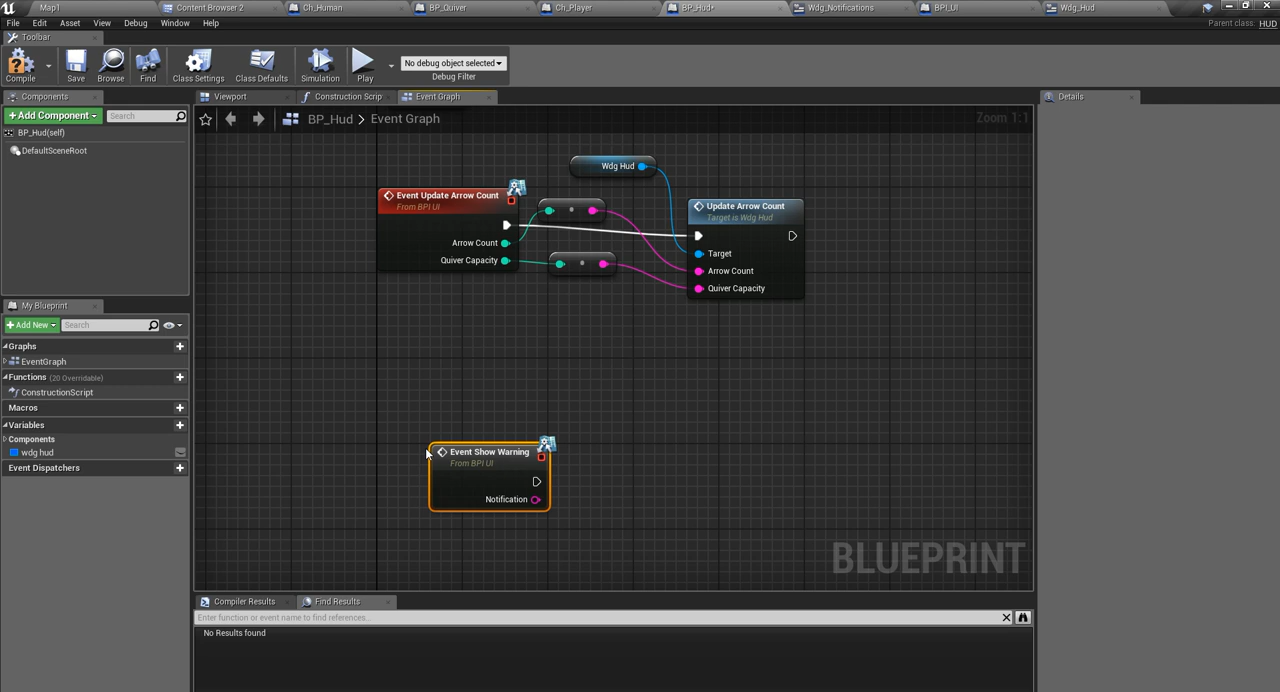 Map1
Content Browser 2
Ch_Human
BP_Quiver
Ch_Player
BP_Hud*
Wdg_Notifications
BPI_UI
Wdg_Hud
File
Edit
Asset
View
Debug
Window
Help
Parent class: HUD
Toolbar
Compile
Save
Browse
Find
Class Settings
Class Defaults
Simulation
Play
No debug object selected
Debug Filter
Components
Viewport
Construction Scrip
Event Graph
Details
Add Component
Search
BP_Hud > Event Graph
Zoom 1:1
BP_Hud(self)
DefaultSceneRoot
Wdg Hud
Event Update Arrow Count
From BPI UI
Arrow Count
Quiver Capacity
Update Arrow Count
Target is Wdg Hud
Target
Arrow Count
Quiver Capacity
My Blueprint
Add New
Search
Graphs
EventGraph
Functions (20 Overridable)
ConstructionScript
Macros
Variables
Components
wdg hud
Event Dispatchers
Event Show Warning
From BPI UI
Notification
BLUEPRINT
Compiler Results
Find Results
Enter function or event name to find references...
No Results found